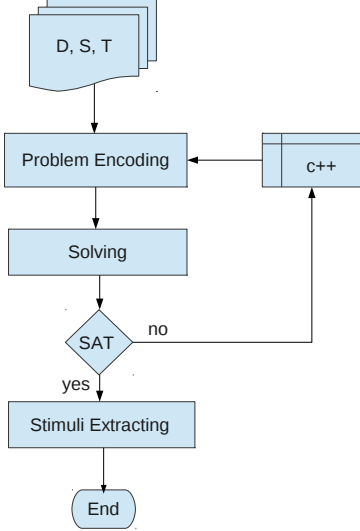 D, S, T
Problem Encoding
c++
Solving
SAT
no
yes
Stimuli Extracting
End